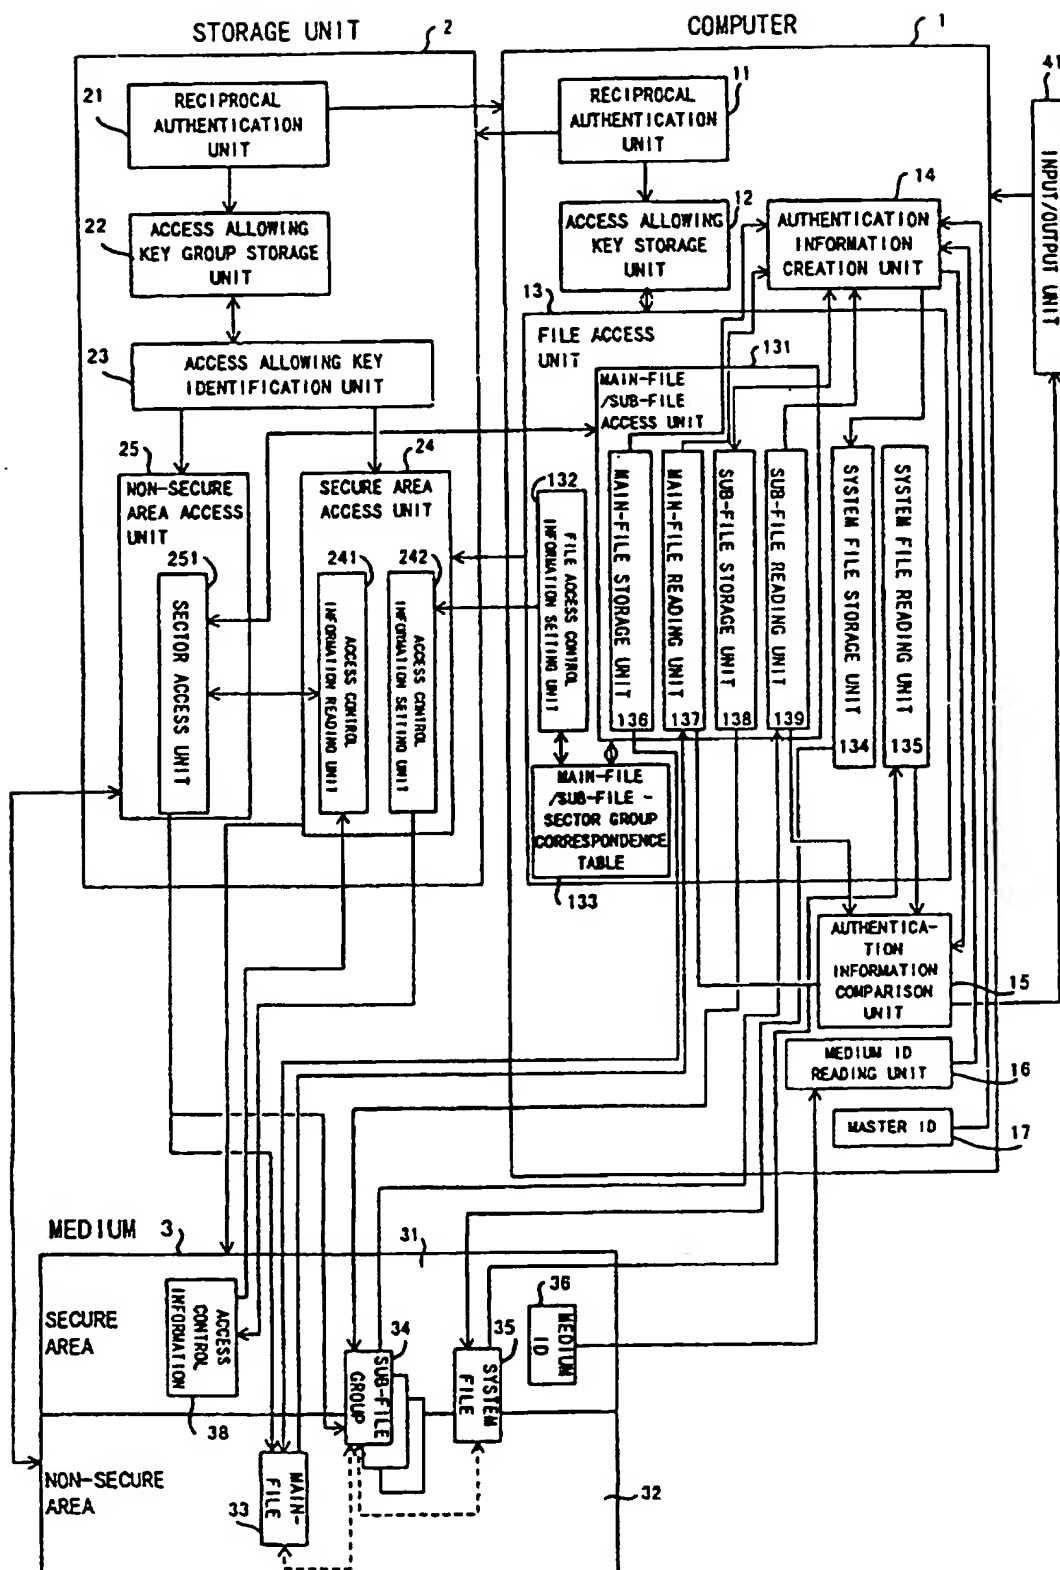 STORAGE UNIT
2
COMPUTER
1
41
21
RECIPROCAL
AUTHENTICATION
UNIT
11
RECIPROCAL
AUTHENTICATION
UNIT
INPUT/OUTPUT UNIT
22
ACCESS ALLOWING
KEY GROUP STORAGE
UNIT
12
ACCESS ALLOWING
KEY STORAGE
UNIT
14
AUTHENTICATION
INFORMATION
CREATION UNIT
23
ACCESS ALLOWING KEY
IDENTIFICATION UNIT
13
FILE ACCESS
UNIT
131
MAIN-FILE
/SUB-FILE
ACCESS UNIT
25
NON-SECURE
AREA ACCESS
UNIT
251
SECTOR ACCESS UNIT
24
SECURE AREA
ACCESS UNIT
241
ACCESS CONTROL
INFORMATION READING UNIT
242
ACCESS CONTROL
INFORMATION SETTING UNIT
132
FILE ACCESS CONTROL
INFORMATION SETTING UNIT
MAIN-FILE STORAGE UNIT
136
MAIN-FILE READING UNIT
137
SUB-FILE STORAGE UNIT
138
SUB-FILE READING UNIT
139
SYSTEM FILE STORAGE UNIT
134
SYSTEM FILE READING UNIT
135
MAIN-FILE
/SUB-FILE -
SECTOR GROUP
CORRESPONDENCE
TABLE
133
AUTHENTICA-
TION
INFORMATION
COMPARISON
UNIT
15
MEDIUM ID
READING UNIT
16
MASTER ID
17
MEDIUM 3
31
SECURE
AREA
ACCESS
CONTROL
INFORMATION
38
34
SUB-FILE
GROUP
35
SYSTEM
FILE
36
MEDIUM
ID
NON-SECURE
AREA
33
MAIN-
FILE
32